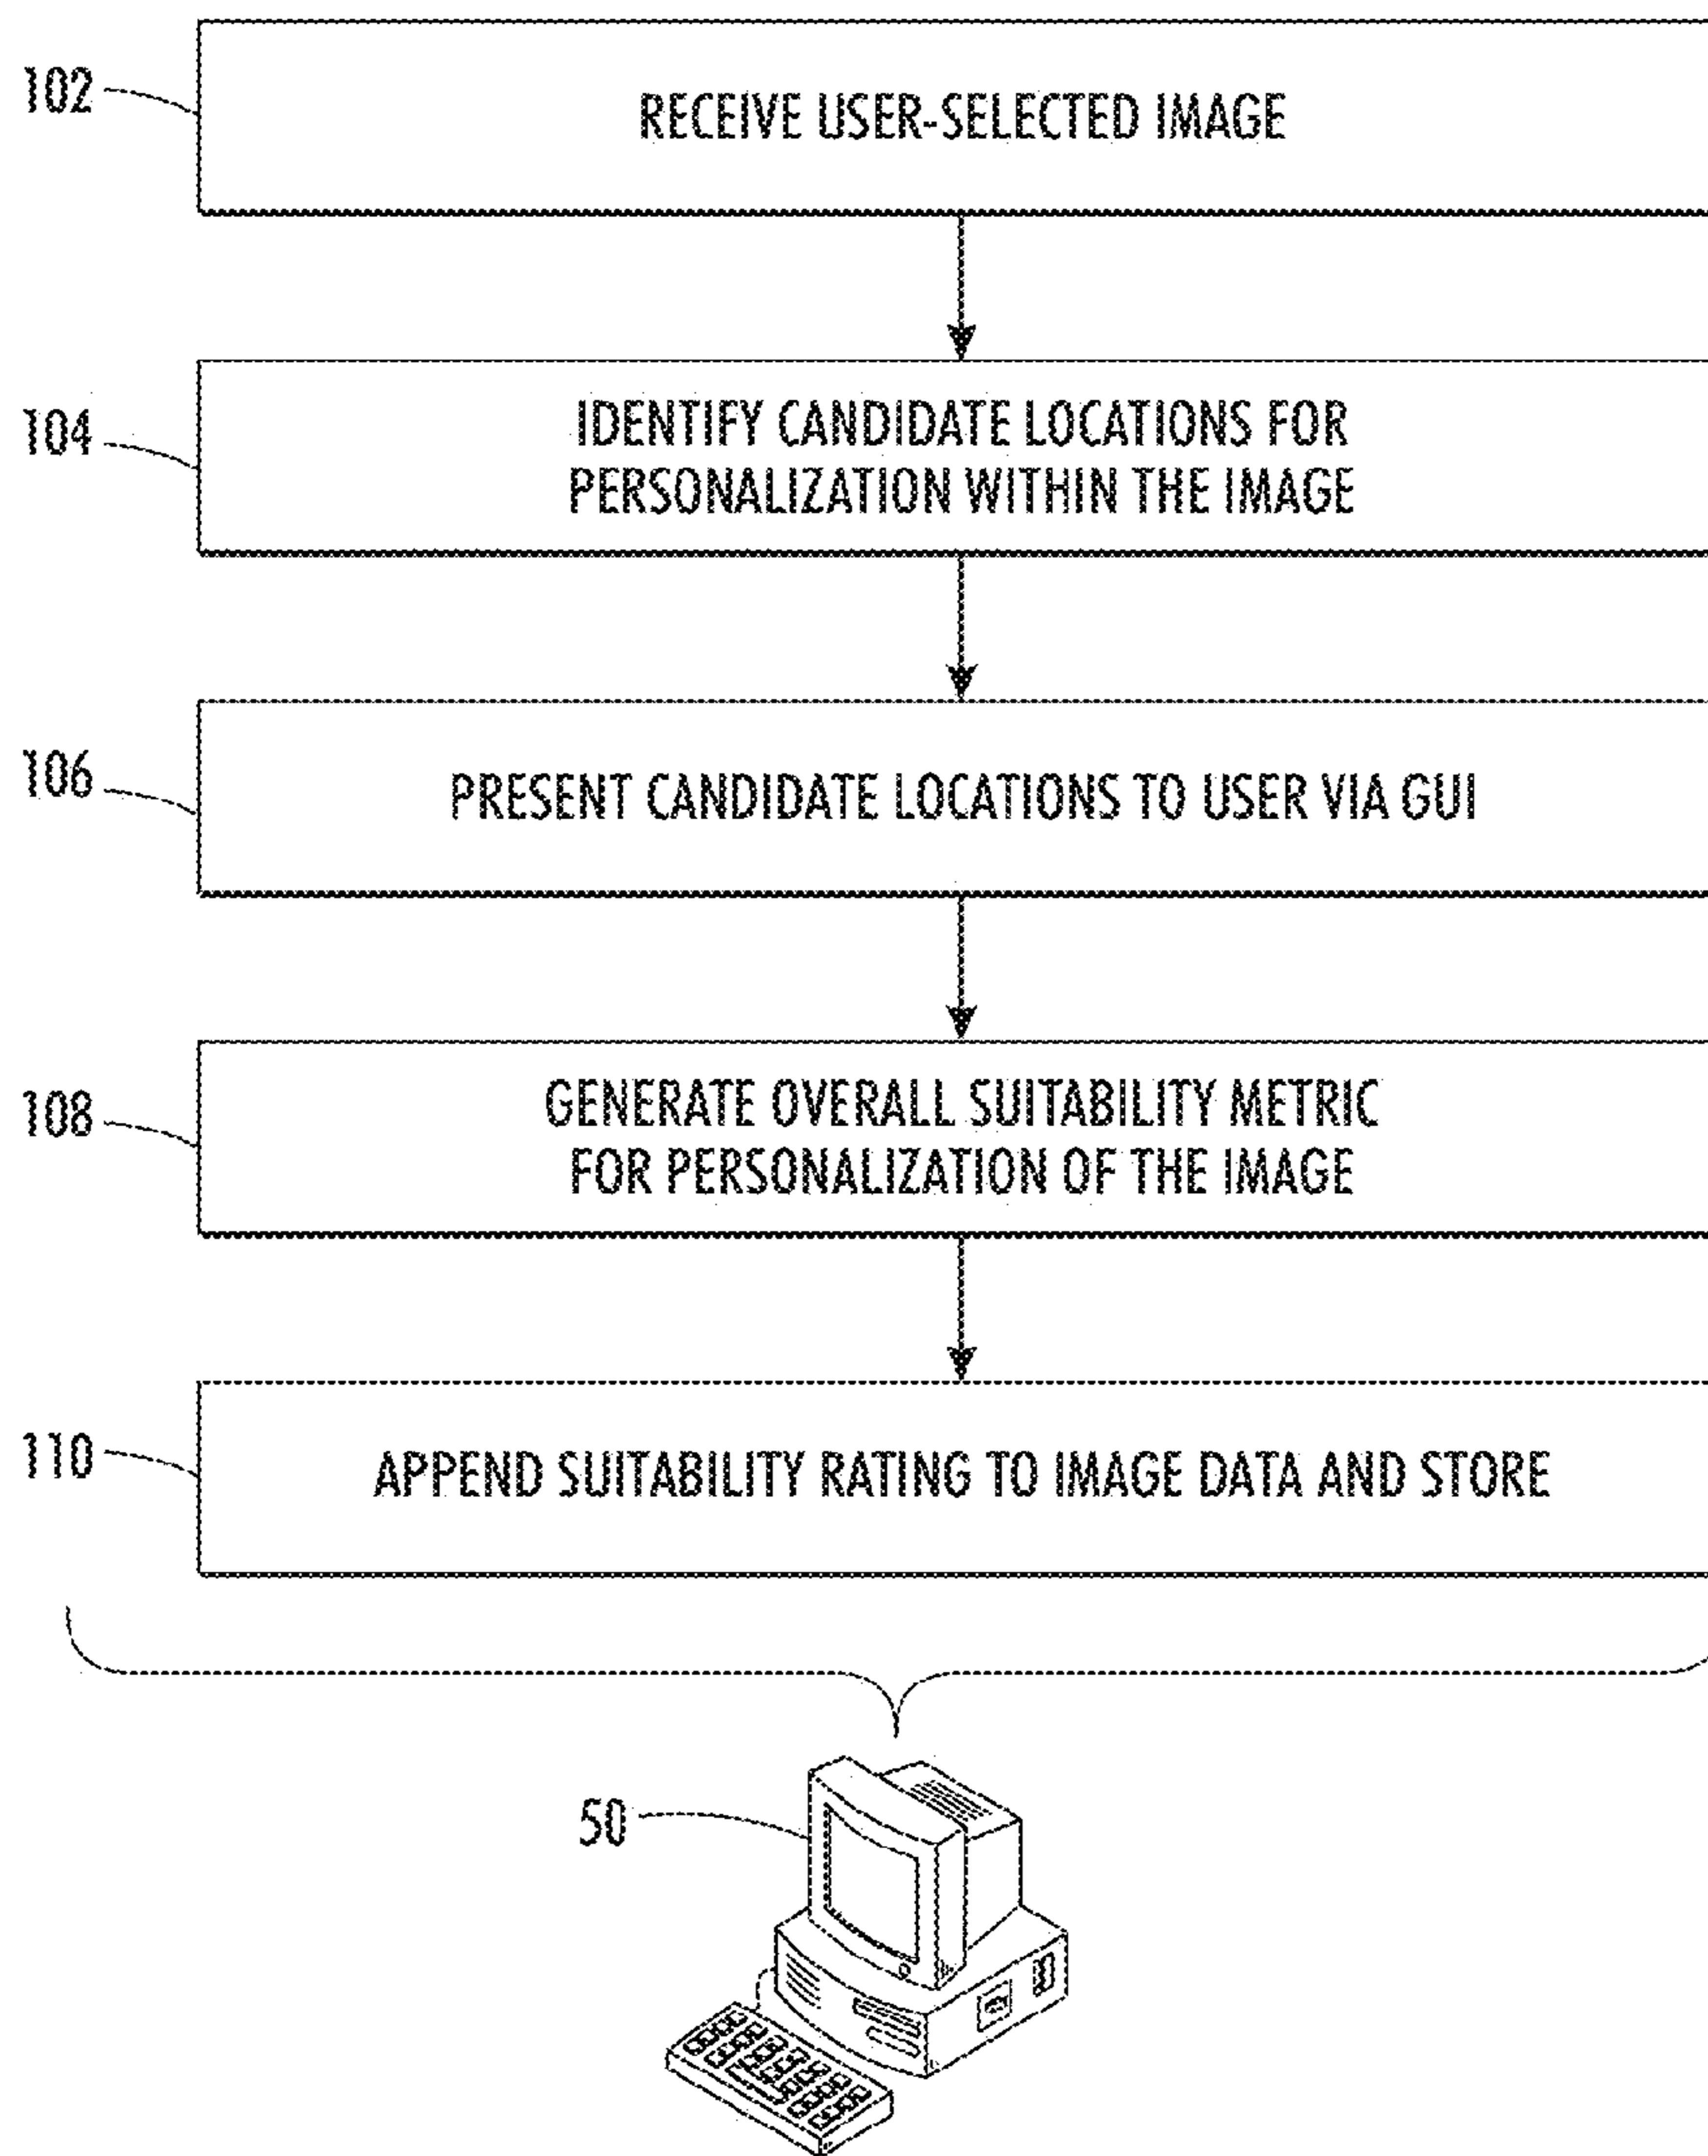 102
RECEIVE USER-SELECTED IMAGE
104
IDENTIFY CANDIDATE LOCATIONS FOR
PERSONALIZATION WITHIN THE IMAGE
106
PRESENT CANDIDATE LOCATIONS TO USER VIA GUI
108
GENERATE OVERALL SUITABILITY METRIC
FOR PERSONALIZATION OF THE IMAGE
110
APPEND SUITABILITY RATING TO IMAGE DATA AND STORE
50